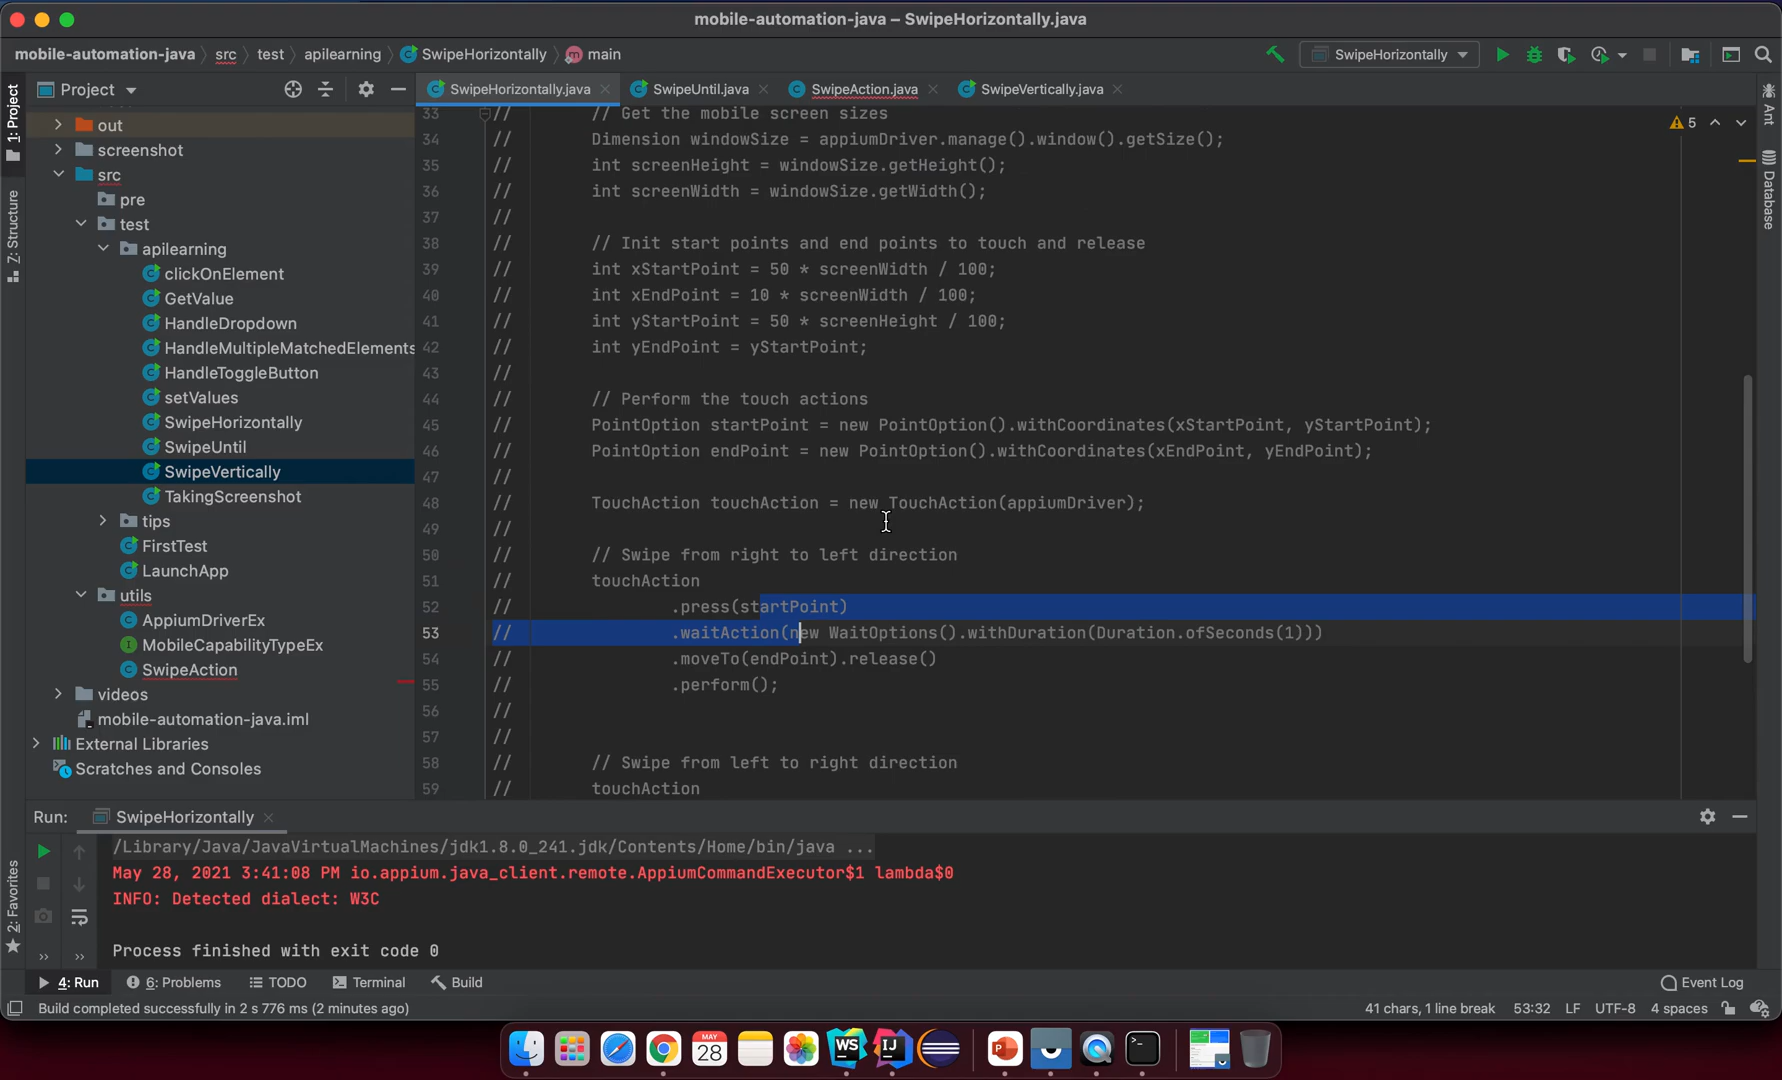 mobile-automation-java – SwipeHorizontally.java
mobile-automation-java src test apilearning SwipeHorizontally main
SwipeHorizontally
1: Project
7: Structure
2: Favorites
Project
SwipeHorizontally.java
SwipeUntil.java
SwipeAction.java
SwipeVertically.java
Ant
Database
5
out
screenshot
src
pre
test
apilearning
clickOnElement
GetValue
HandleDropdown
HandleMultipleMatchedElements
HandleToggleButton
setValues
SwipeHorizontally
SwipeUntil
SwipeVertically
TakingScreenshot
tips
FirstTest
LaunchApp
utils
AppiumDriverEx
MobileCapabilityTypeEx
SwipeAction
videos
mobile-automation-java.iml
External Libraries
Scratches and Consoles
33 // // Get the mobile screen sizes
34 // Dimension windowSize = appiumDriver.manage().window().getSize();
35 // int screenHeight = windowSize.getHeight();
36 // int screenWidth = windowSize.getWidth();
37 //
38 // // Init start points and end points to touch and release
39 // int xStartPoint = 50 * screenWidth / 100;
40 // int xEndPoint = 10 * screenWidth / 100;
41 // int yStartPoint = 50 * screenHeight / 100;
42 // int yEndPoint = yStartPoint;
43 //
44 // // Perform the touch actions
45 // PointOption startPoint = new PointOption().withCoordinates(xStartPoint, yStartPoint);
46 // PointOption endPoint = new PointOption().withCoordinates(xEndPoint, yEndPoint);
47 //
48 // TouchAction touchAction = new TouchAction(appiumDriver);
49 //
50 // // Swipe from right to left direction
51 // touchAction
52 // .press(startPoint)
53 // .waitAction(new WaitOptions().withDuration(Duration.ofSeconds(1)))
54 // .moveTo(endPoint).release()
55 // .perform();
56 //
57 //
58 // // Swipe from left to right direction
59 // touchAction
Run: SwipeHorizontally
/Library/Java/JavaVirtualMachines/jdk1.8.0_241.jdk/Contents/Home/bin/java ...
May 28, 2021 3:41:08 PM io.appium.java_client.remote.AppiumCommandExecutor$1 lambda$0
INFO: Detected dialect: W3C
Process finished with exit code 0
4: Run 6: Problems TODO Terminal Build Event Log
Build completed successfully in 2 s 776 ms (2 minutes ago) 41 chars, 1 line break 53:32 LF UTF-8 4 spaces
MAY
28
WS
IJ
P